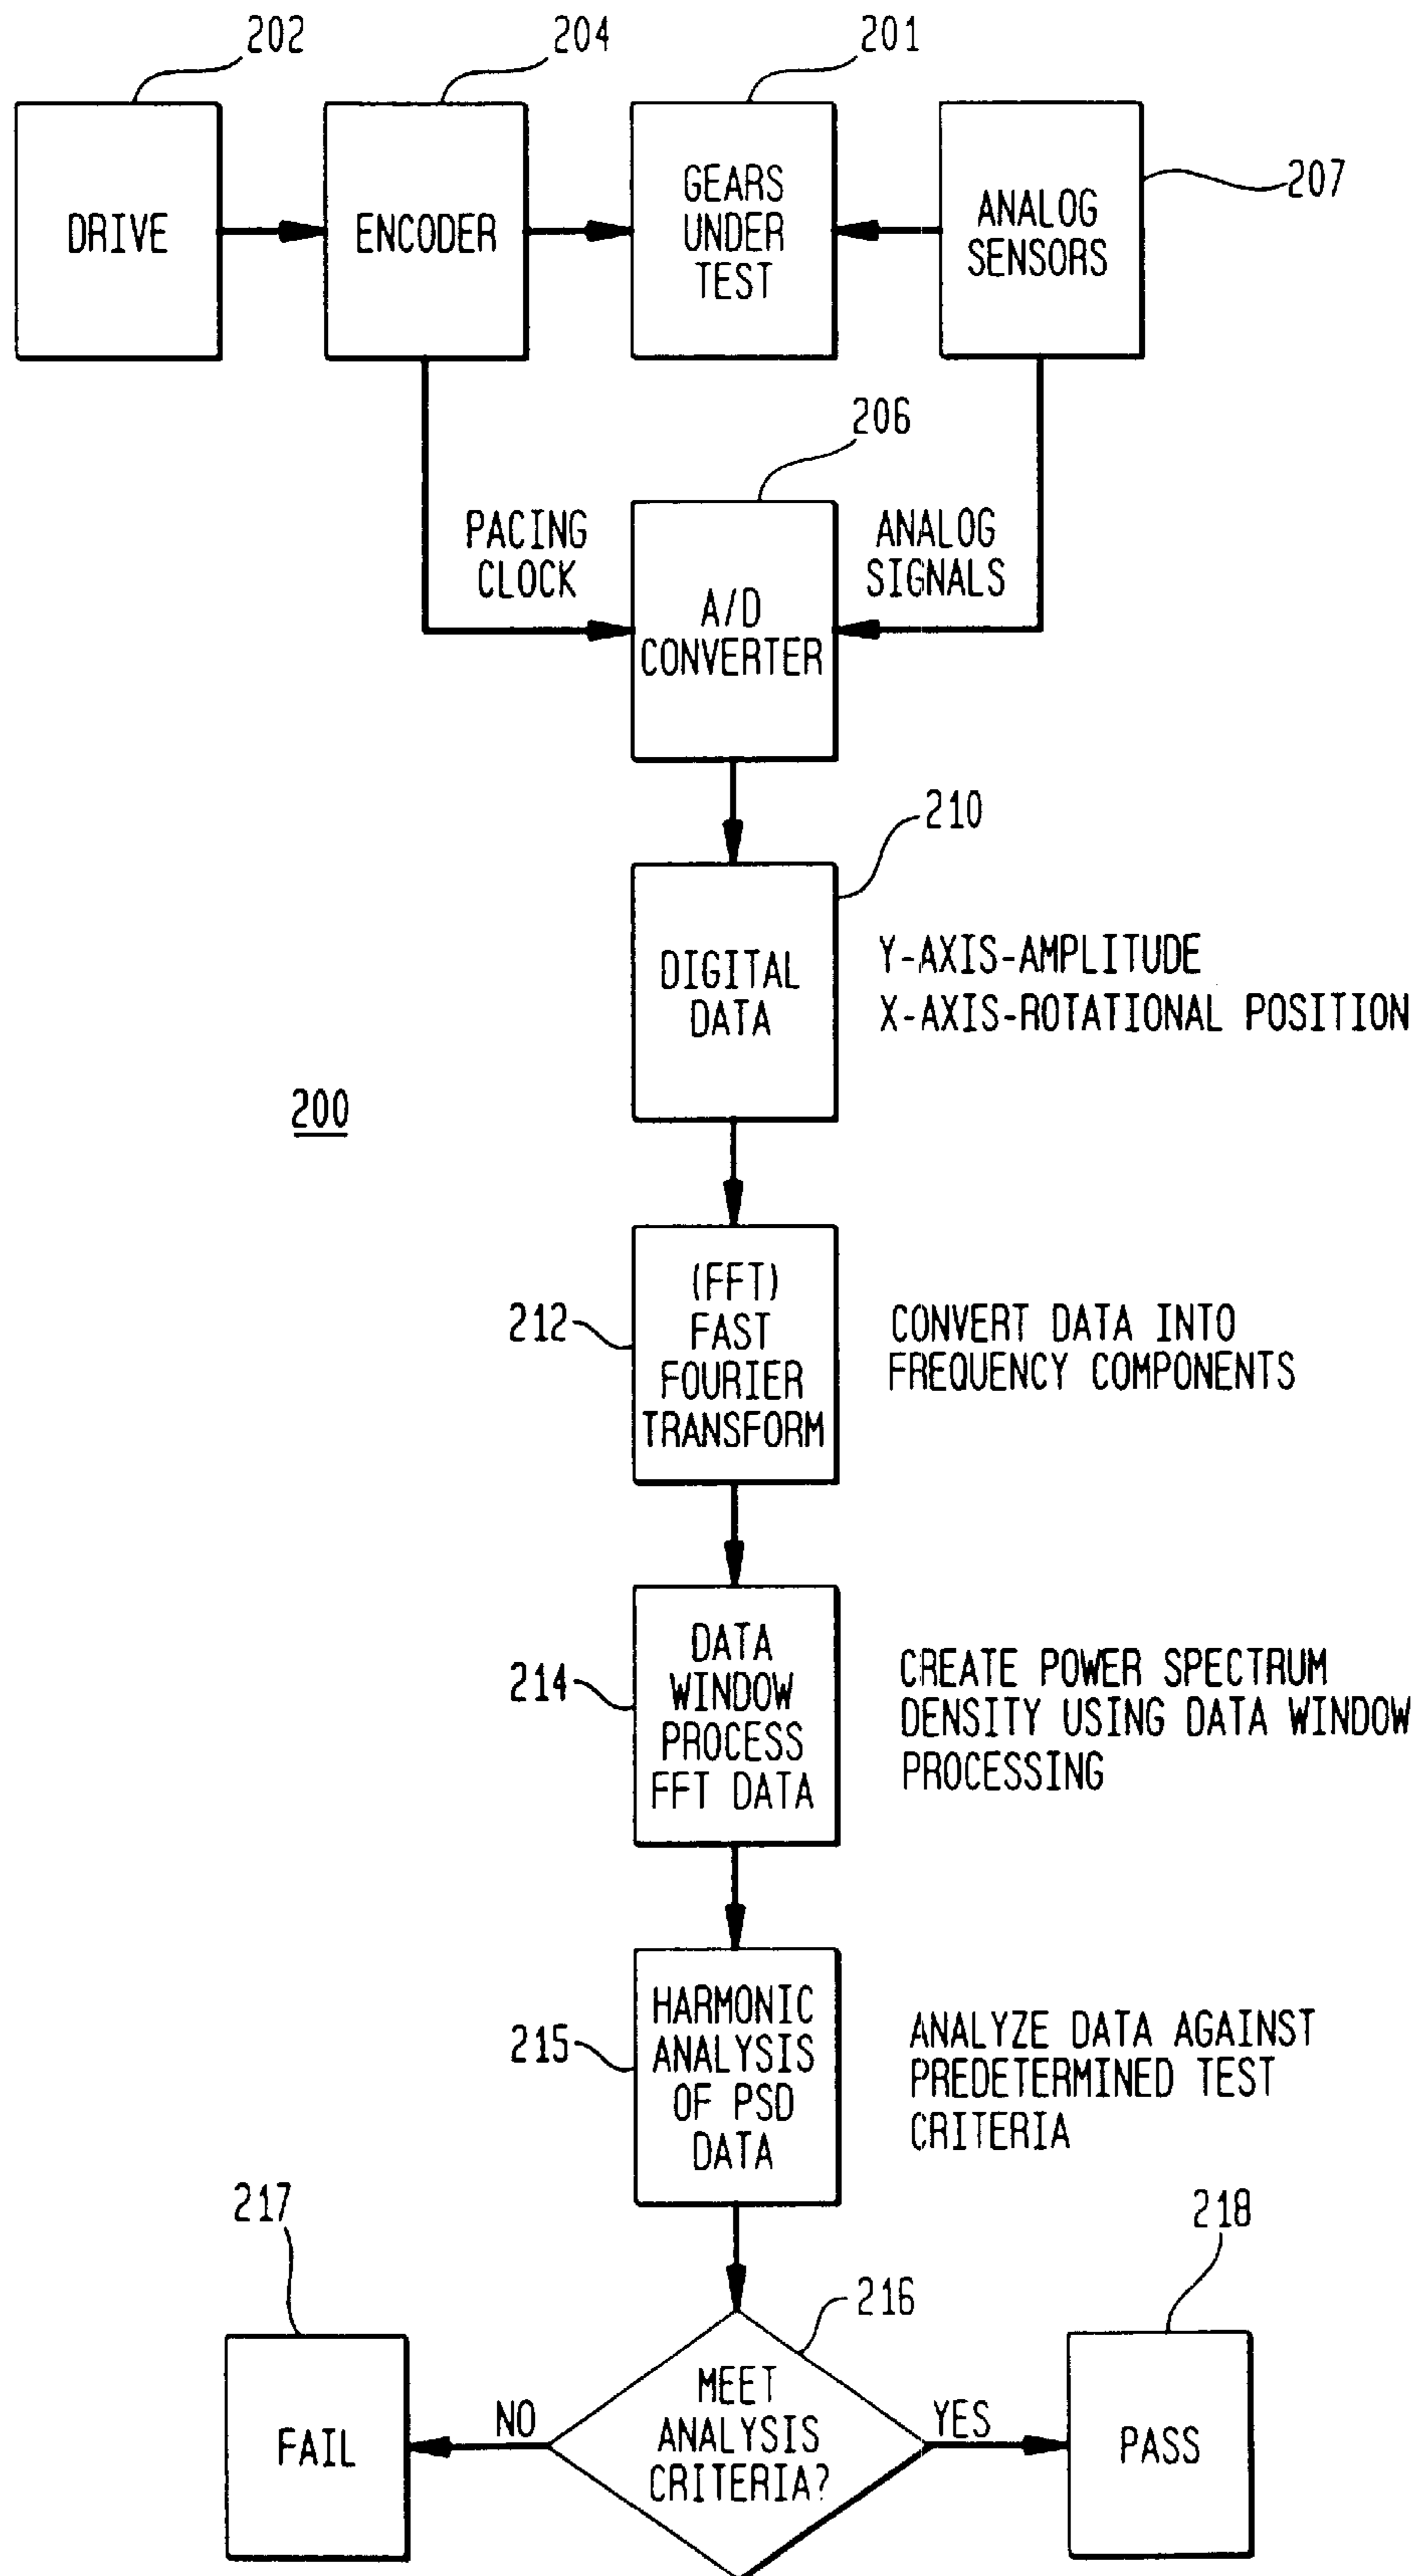 202
204
201
207
DRIVE
ENCODER
GEARS
UNDER
TEST
ANALOG
SENSORS
206
PACING
CLOCK
ANALOG
SIGNALS
A/D
CONVERTER
210
DIGITAL
DATA
Y-AXIS-AMPLITUDE
X-AXIS-ROTATIONAL POSITION
200
212
(FFT)
FAST
FOURIER
TRANSFORM
CONVERT DATA INTO
FREQUENCY COMPONENTS
214
DATA
WINDOW
PROCESS
FFT DATA
CREATE POWER SPECTRUM
DENSITY USING DATA WINDOW
PROCESSING
215
HARMONIC
ANALYSIS
OF PSD
DATA
ANALYZE DATA AGAINST
PREDETERMINED TEST
CRITERIA
217
216
218
FAIL
NO
MEET
ANALYSIS
CRITERIA?
YES
PASS